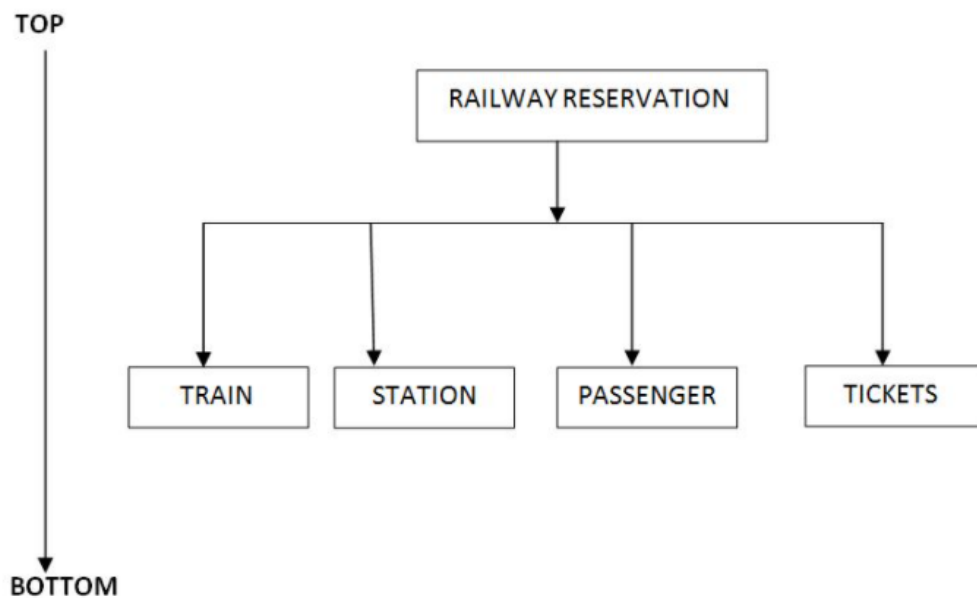 TOP
RAILWAY RESERVATION
TRAIN
STATION
PASSENGER
TICKETS
BOTTOM